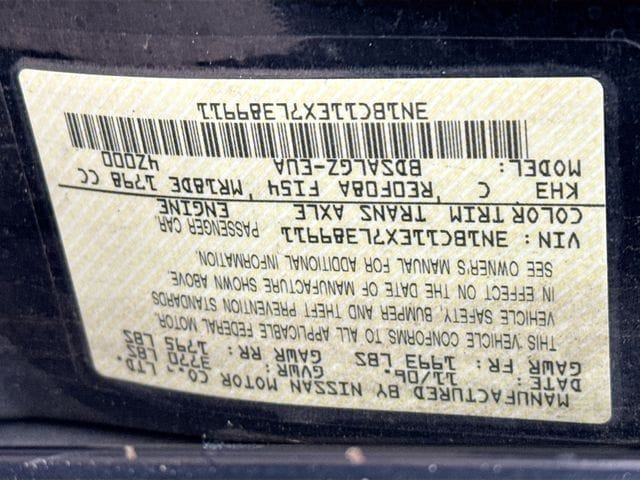 MANUFACTURED BY NISSAN MOTOR CO., LTD.
DATE: 11/06. GVWR: 3770 LBS.
GAWR FR: 1993 LBS GAWR RR: 1795 LBS
THIS VEHICLE CONFORMS TO ALL APPLICABLE FEDERAL MOTOR.
VEHICLE SAFETY, BUMPER AND THEFT PREVENTION STANDARDS
IN EFFECT ON THE DATE OF MANUFACTURE SHOWN ABOVE.
SEE OWNER'S MANUAL FOR ADDITIONAL INFORMATION.
VIN: 3N1BC11EX7L389911 PASSENGER CAR
COLOR TRIM TRANS AXLE ENGINE
KH3 C RE0F08A FI54 MR18DE 1798 CC
MODEL: BDSALGZ-EUA 4Z000
3N1BC11EX7L389911